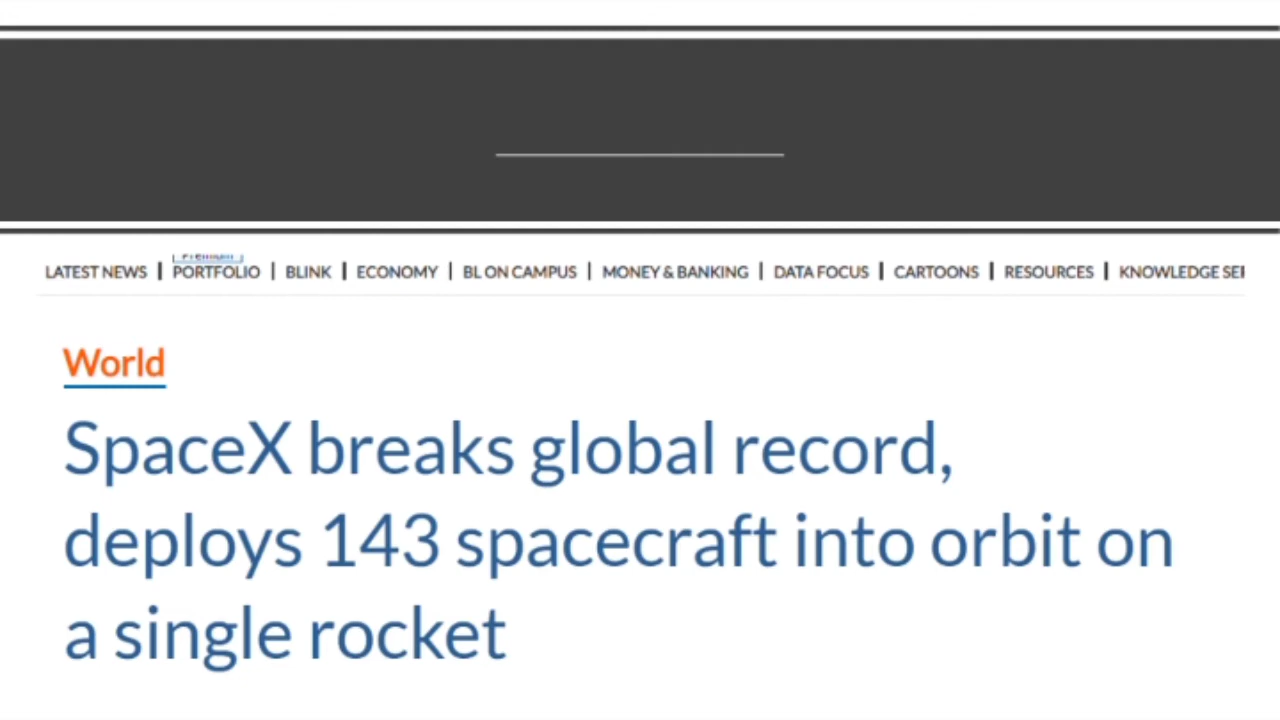 Premium
LATEST NEWS | PORTFOLIO | BLINK | ECONOMY | BL ON CAMPUS | MONEY & BANKING | DATA FOCUS | CARTOONS | RESOURCES | KNOWLEDGE SE
World
SpaceX breaks global record,
deploys 143 spacecraft into orbit on
a single rocket